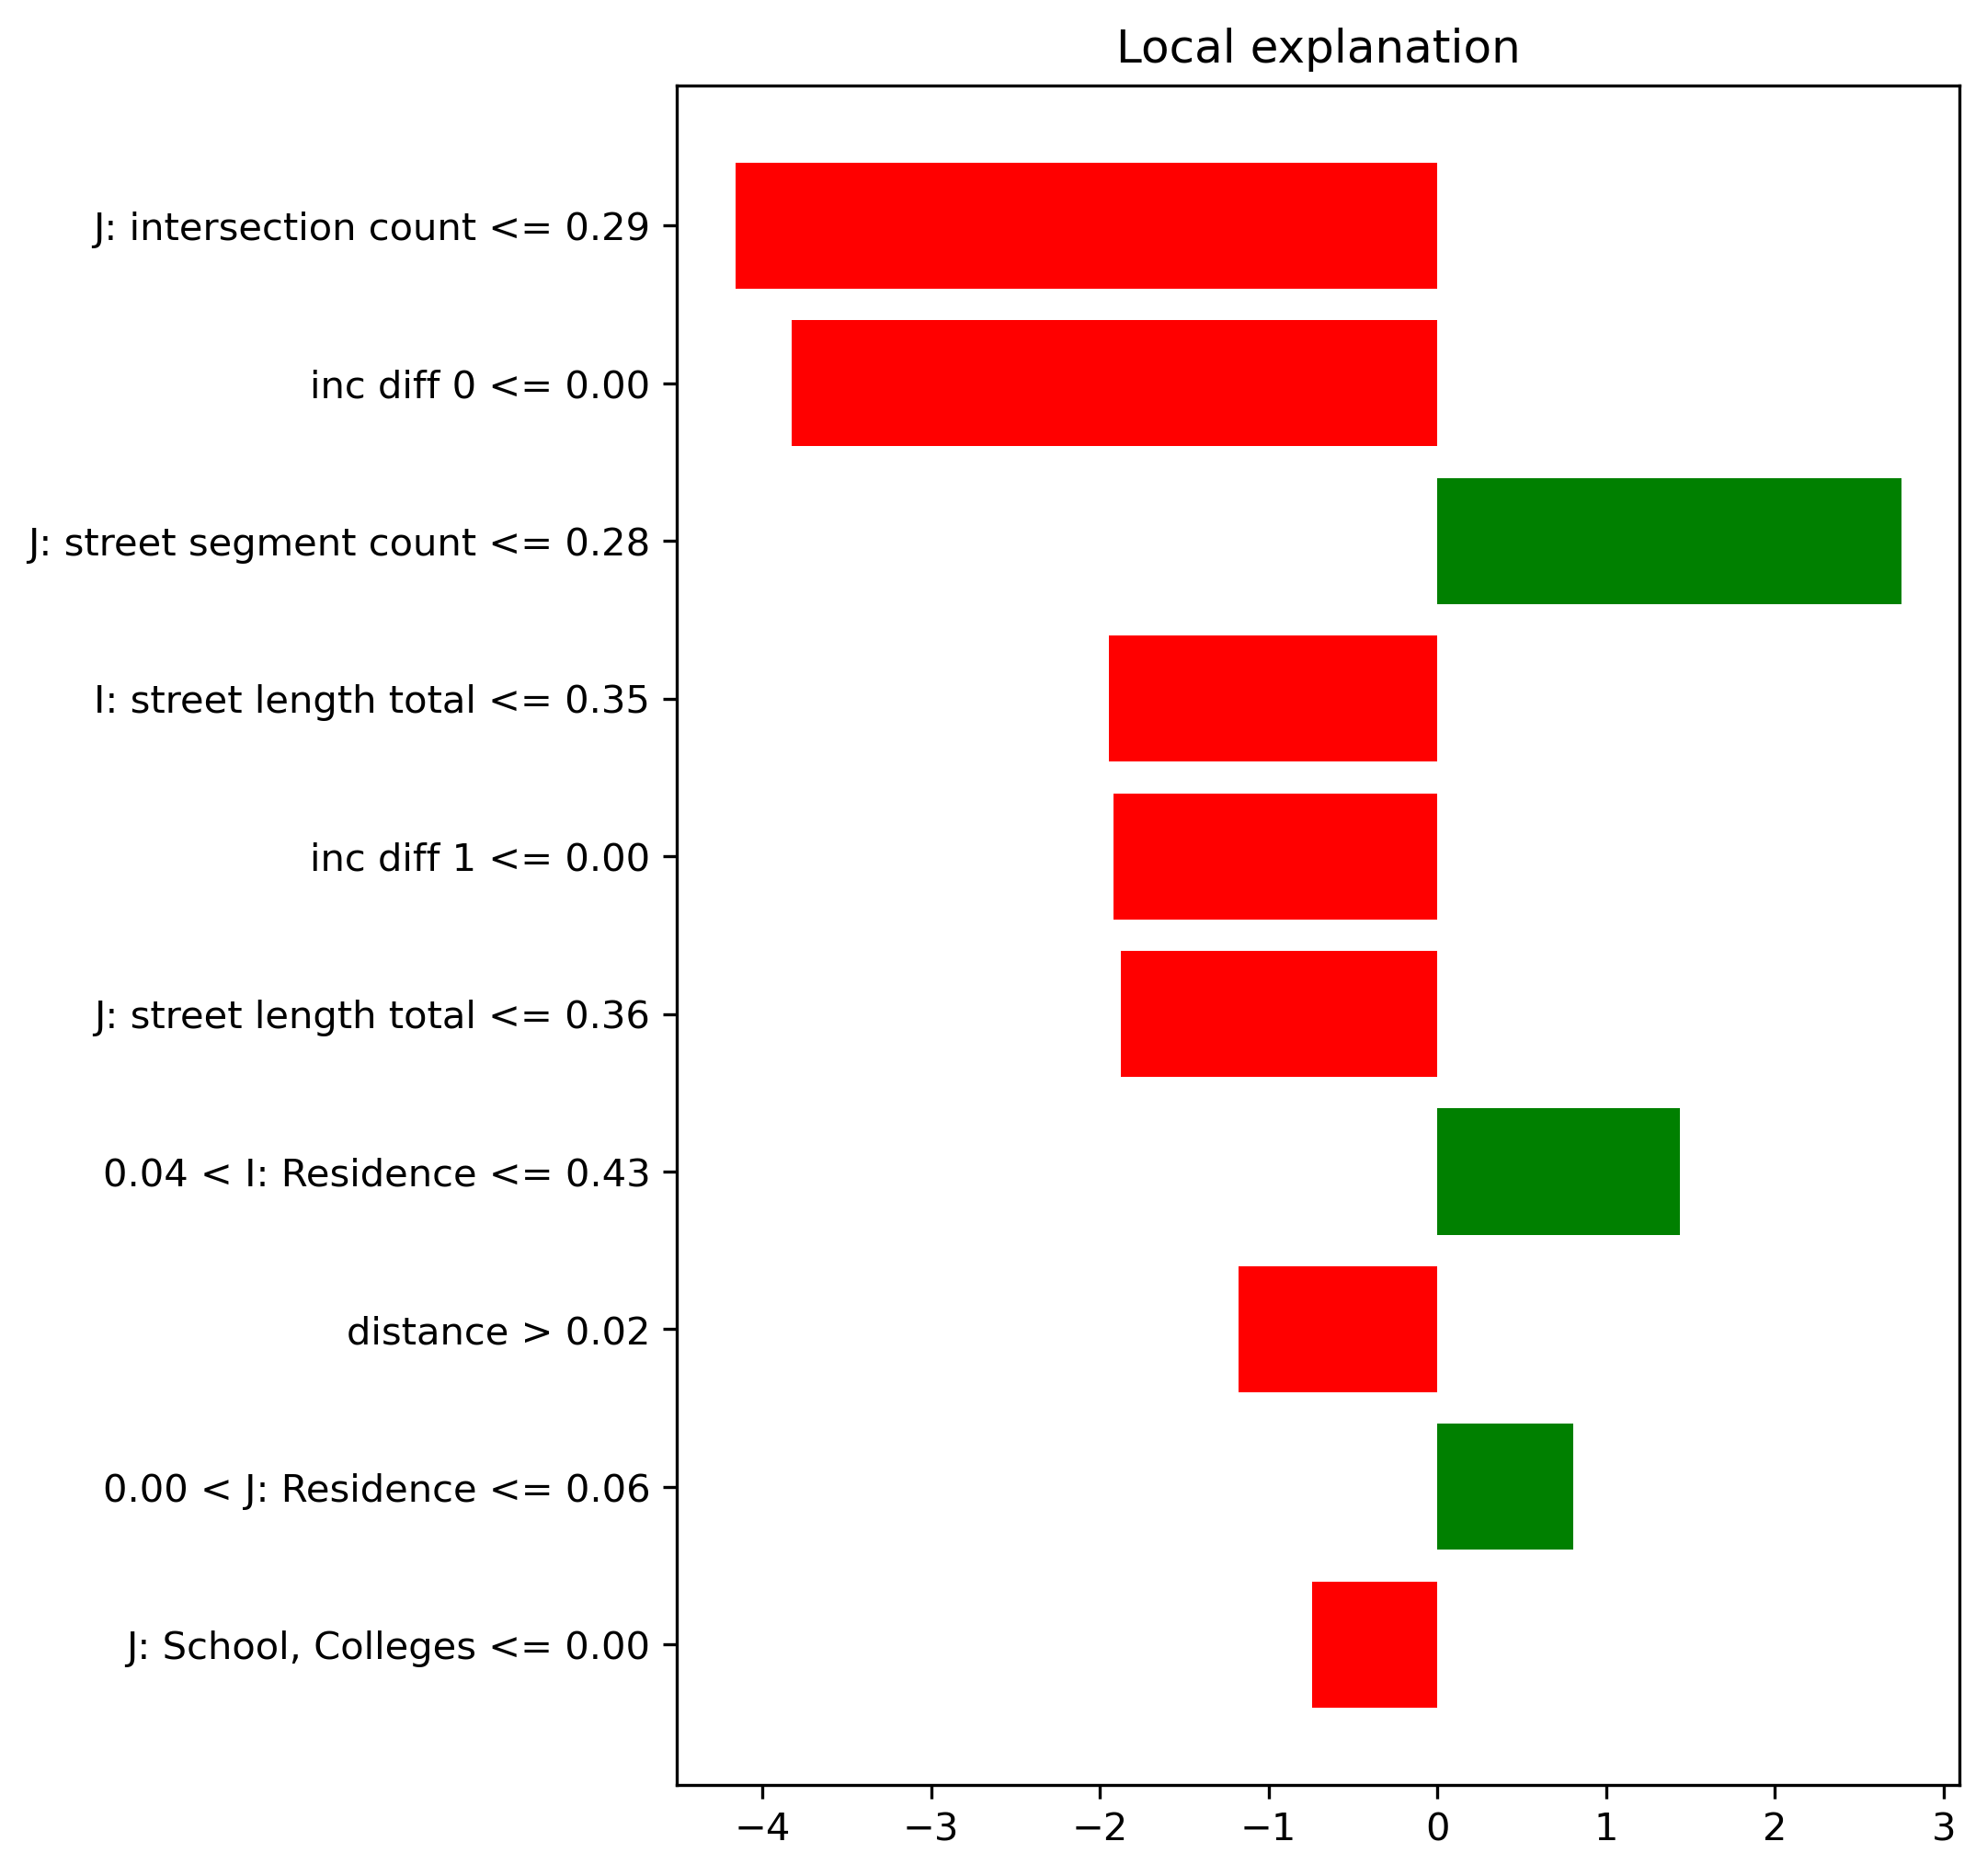 Local explanation
J: intersection count <= 0.29
inc diff 0 <= 0.00
J: street segment count <= 0.28
I: street length total <= 0.35
inc diff 1 <= 0.00
J: street length total <= 0.36
0.04 < I: Residence <= 0.43
distance > 0.02
0.00 < J: Residence <= 0.06
J: School, Colleges <= 0.00
−4 −3 −2 −1 0 1 2 3